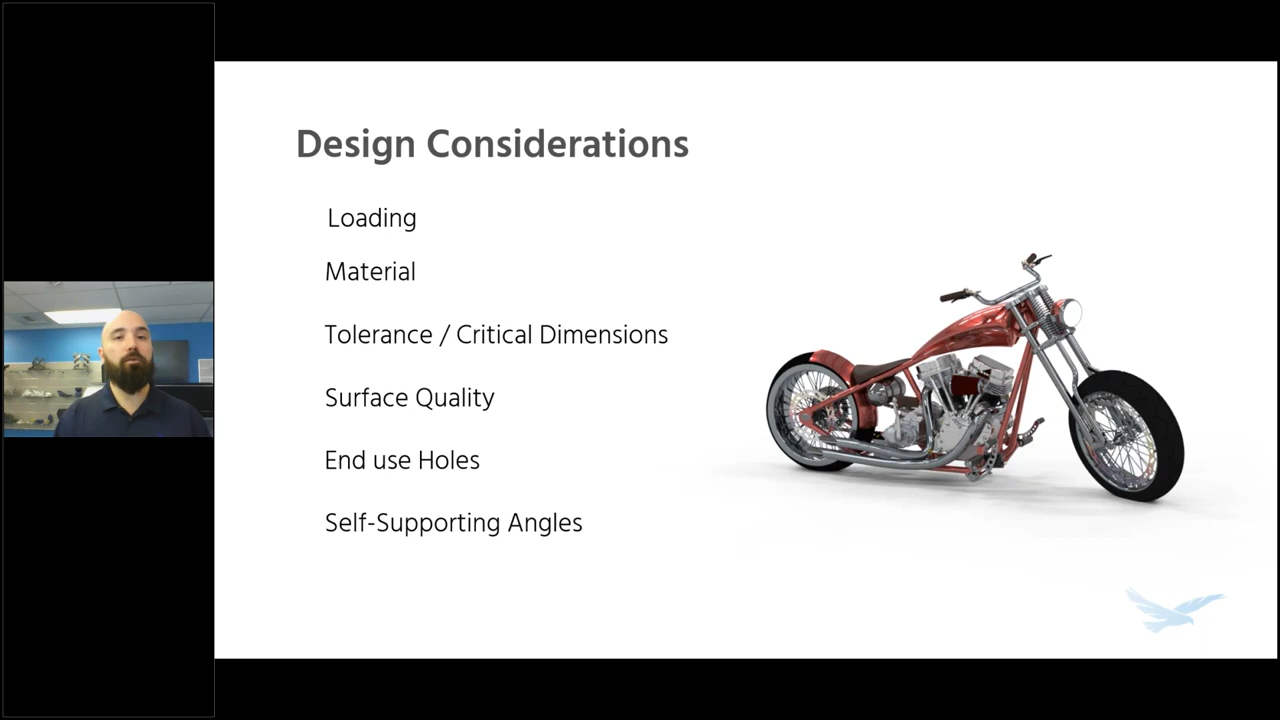 Design Considerations
Loading
Material
Tolerance / Critical Dimensions
Surface Quality
End use Holes
Self-Supporting Angles